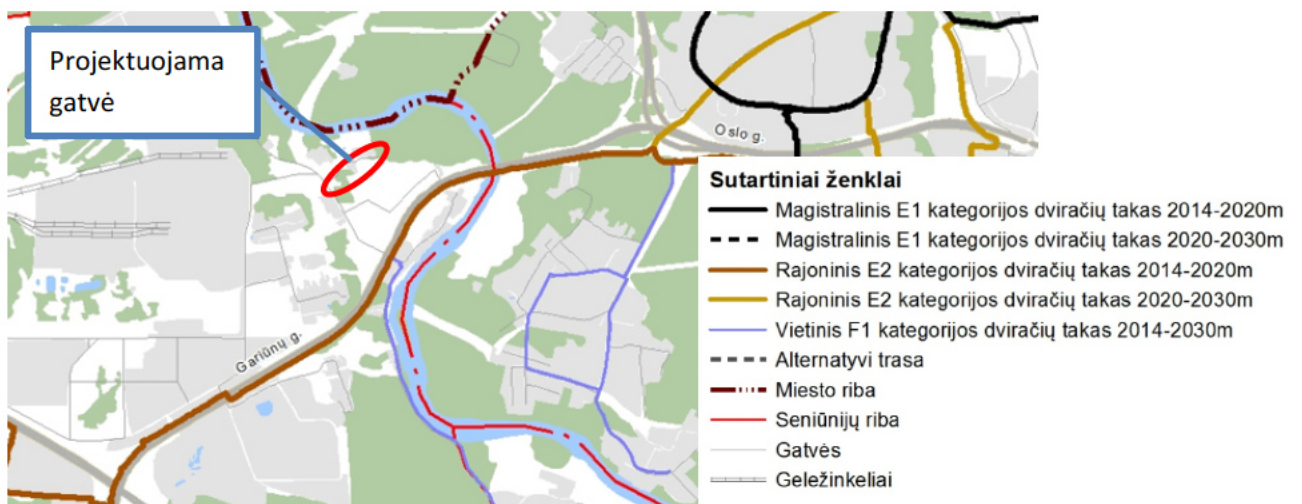 Projektuojama
gatvė
Oslo g.
Gariūnų g.
Sutartiniai ženklai
Magistralinis E1 kategorijos dviračių takas 2014-2020m
Magistralinis E1 kategorijos dviračių takas 2020-2030m
Rajoninis E2 kategorijos dviračių takas 2014-2020m
Rajoninis E2 kategorijos dviračių takas 2020-2030m
Vietinis F1 kategorijos dviračių takas 2014-2030m
Alternatyvi trasa
Miesto riba
Seniūnijų riba
Gatvės
Geležinkeliai